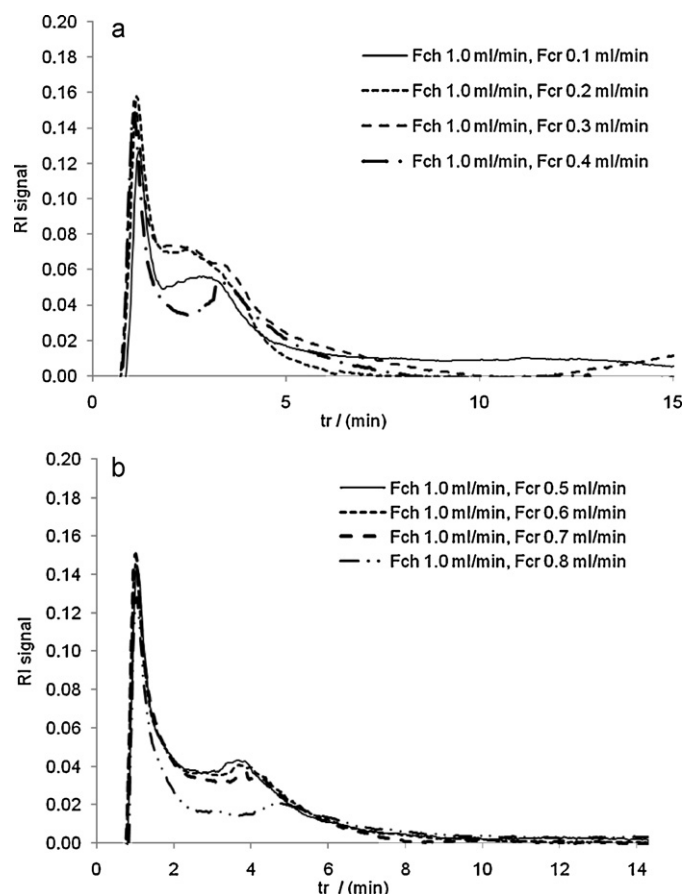 a
0.20
0.18
0.16
0.14
0.12
0.10
0.08
0.06
0.04
0.02
0.00
RI signal
Fch 1.0 ml/min, Fcr 0.1 ml/min
Fch 1.0 ml/min, Fcr 0.2 ml/min
Fch 1.0 ml/min, Fcr 0.3 ml/min
Fch 1.0 ml/min, Fcr 0.4 ml/min
0 5 10 15
tr / (min)
b
0.20
0.18
0.16
0.14
0.12
0.10
0.08
0.06
0.04
0.02
0.00
RI signal
Fch 1.0 ml/min, Fcr 0.5 ml/min
Fch 1.0 ml/min, Fcr 0.6 ml/min
Fch 1.0 ml/min, Fcr 0.7 ml/min
Fch 1.0 ml/min, Fcr 0.8 ml/min
0 2 4 6 8 10 12 14
tr / (min)